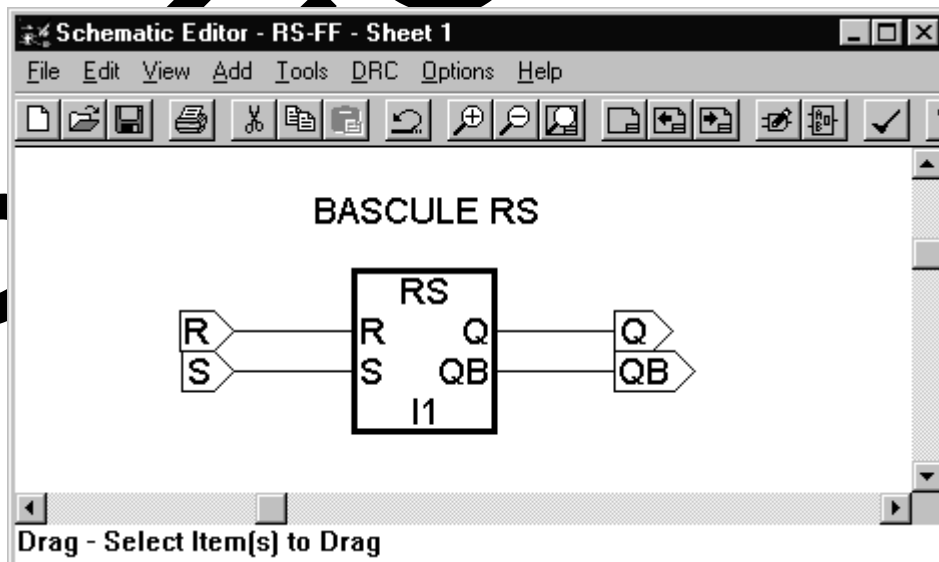 Schematic Editor - RS-FF - Sheet 1
File Edit View Add Tools DRC Options Help
BASCULE RS
RS
R R Q Q
S S QB QB
I1
Drag - Select Item(s) to Drag